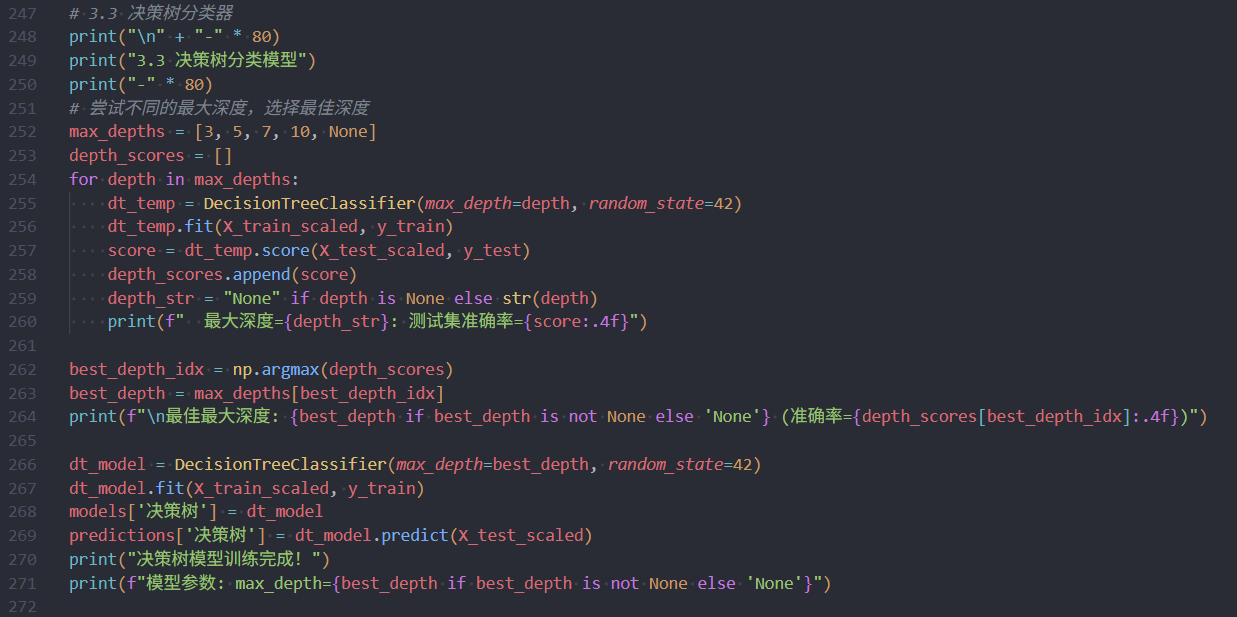 247 # 3.3 决策树分类器
248 print("\n" + "-" * 80)
249 print("3.3 决策树分类模型")
250 print("-" * 80)
251 # 尝试不同的最大深度，选择最佳深度
252 max_depths = [3, 5, 7, 10, None]
253 depth_scores = []
254 for depth in max_depths:
255     dt_temp = DecisionTreeClassifier(max_depth=depth, random_state=42)
256     dt_temp.fit(X_train_scaled, y_train)
257     score = dt_temp.score(X_test_scaled, y_test)
258     depth_scores.append(score)
259     depth_str = "None" if depth is None else str(depth)
260     print(f"  最大深度={depth_str}: 测试集准确率={score:.4f}")
261
262 best_depth_idx = np.argmax(depth_scores)
263 best_depth = max_depths[best_depth_idx]
264 print(f"\n最佳最大深度: {best_depth if best_depth is not None else 'None'} (准确率={depth_scores[best_depth_idx]:.4f})")
265
266 dt_model = DecisionTreeClassifier(max_depth=best_depth, random_state=42)
267 dt_model.fit(X_train_scaled, y_train)
268 models['决策树'] = dt_model
269 predictions['决策树'] = dt_model.predict(X_test_scaled)
270 print("决策树模型训练完成！")
271 print(f"模型参数: max_depth={best_depth if best_depth is not None else 'None'}")
272